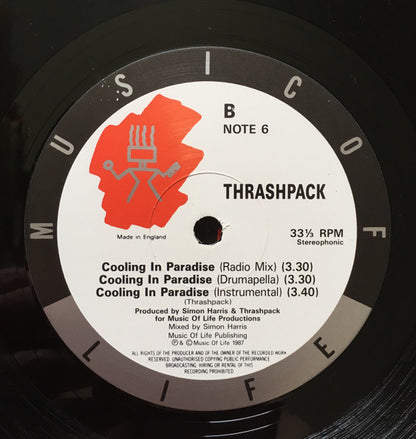 MUSIC OF LIFE
B
NOTE 6
THRASHPACK
Made in England
33⅓ RPM
Stereophonic
Cooling In Paradise (Radio Mix) (3.30)
Cooling In Paradise (Drumapella) (3.30)
Cooling In Paradise (Instrumental) (3.40)
(Thrashpack)
Produced by Simon Harris & Thrashpack
for Music Of Life Productions
Mixed by Simon Harris
Music Of Life Publishing
℗ & © Music Of Life 1987
ALL RIGHTS OF THE PRODUCER AND OF THE OWNER OF THE RECORDED WORK
RESERVED. UNAUTHORISED COPYING PUBLIC PERFORMANCE
BROADCASTING. HIRING OR RENTAL OF THIS
RECORDING PROHIBITED